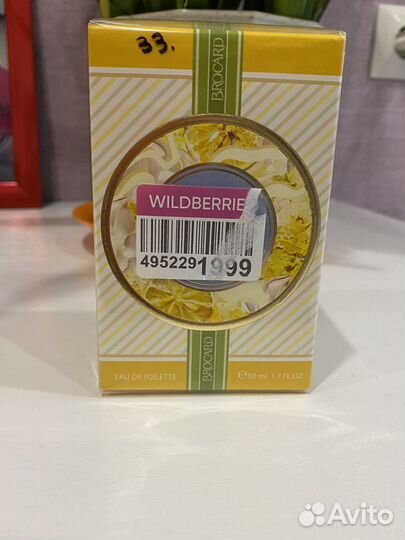 33.
BROCARD
WILDBERRIE
4952291999
BROCARD
EAU DE TOILETTE
℮50 ml 1.7 FL.OZ.
Avito